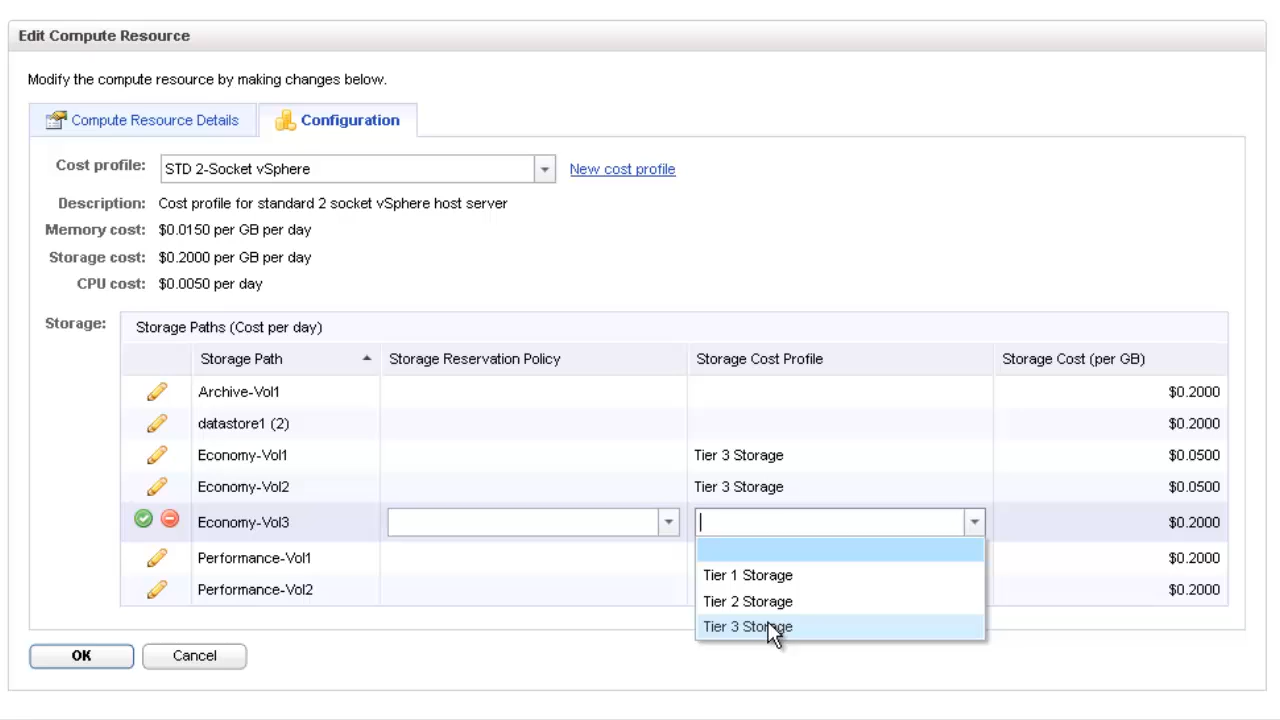 Edit Compute Resource
Modify the compute resource by making changes below.
Compute Resource Details Configuration
Cost profile: STD 2-Socket vSphere New cost profile
Description: Cost profile for standard 2 socket vSphere host server
Memory cost: $0.0150 per GB per day
Storage cost: $0.2000 per GB per day
CPU cost: $0.0050 per day
Storage: Storage Paths (Cost per day)
Storage Path Storage Reservation Policy Storage Cost Profile Storage Cost (per GB)
Archive-Vol1 $0.2000
datastore1 (2) $0.2000
Economy-Vol1 Tier 3 Storage $0.0500
Economy-Vol2 Tier 3 Storage $0.0500
Economy-Vol3 $0.2000
Performance-Vol1 $0.2000
Performance-Vol2 $0.2000
Tier 1 Storage
Tier 2 Storage
Tier 3 Storage
OK Cancel